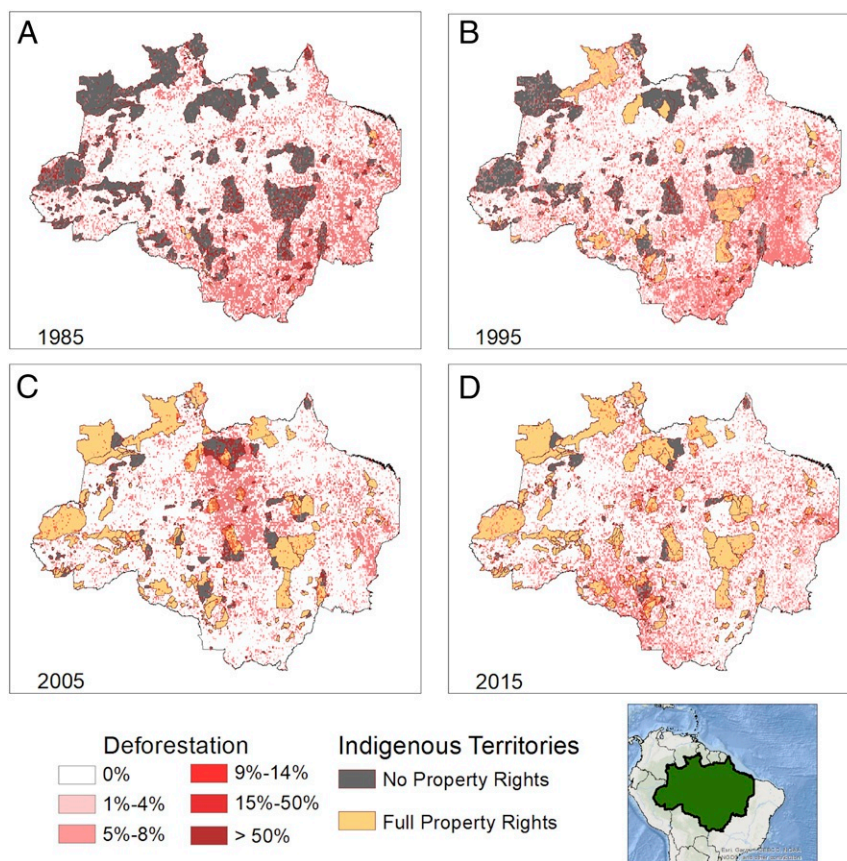 A
1985
B
1995
C
2005
D
2015
Deforestation
0%
1%-4%
5%-8%
9%-14%
15%-50%
> 50%
Indigenous Territories
No Property Rights
Full Property Rights